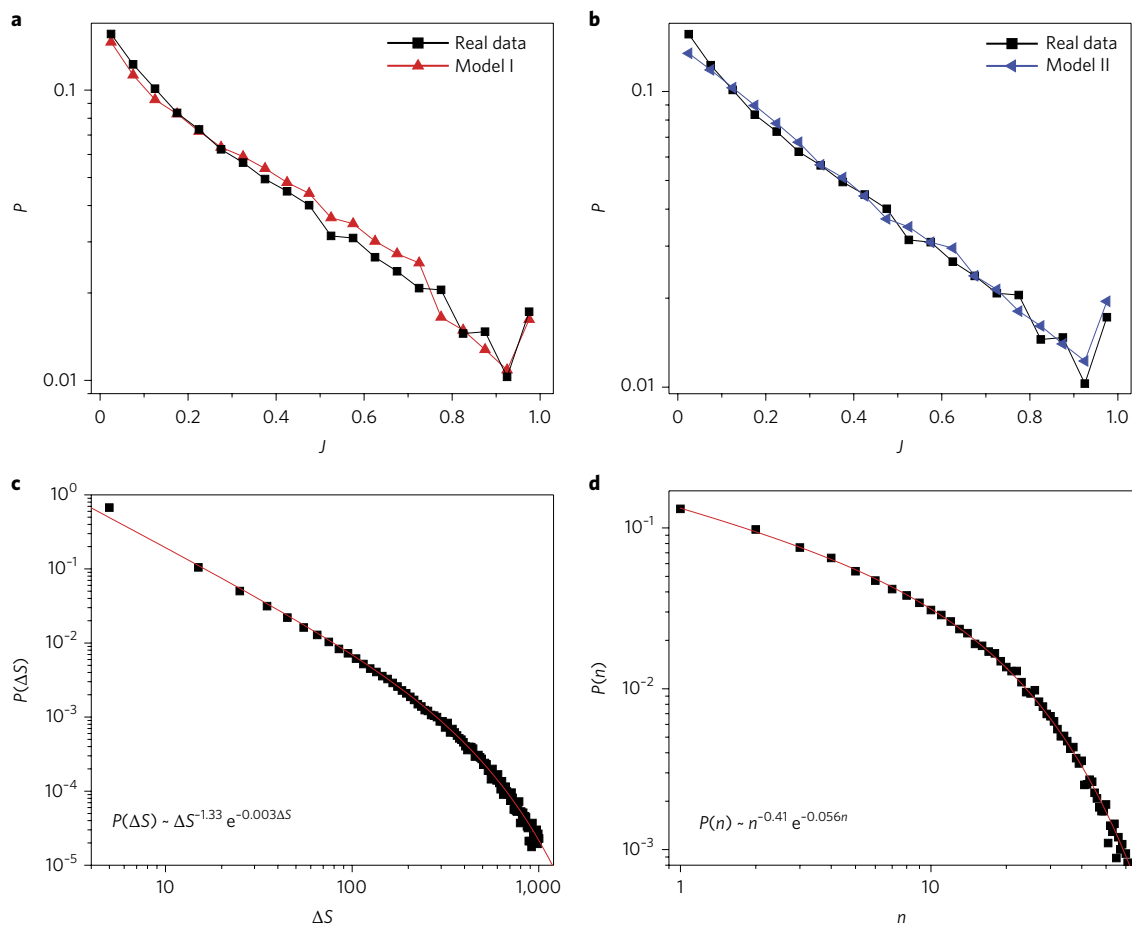 a
Real data
Model I
0.1
0.01
P
0
0.2
0.4
0.6
0.8
1.0
J
b
Real data
Model II
0.1
0.01
P
0
0.2
0.4
0.6
0.8
1.0
J
c
10^0
10^-1
10^-2
10^-3
10^-4
10^-5
P(ΔS)
P(ΔS) ~ ΔS^-1.33 e^-0.003ΔS
10
100
1,000
ΔS
d
10^-1
10^-2
10^-3
P(n)
P(n) ~ n^-0.41 e^-0.056n
1
10
n